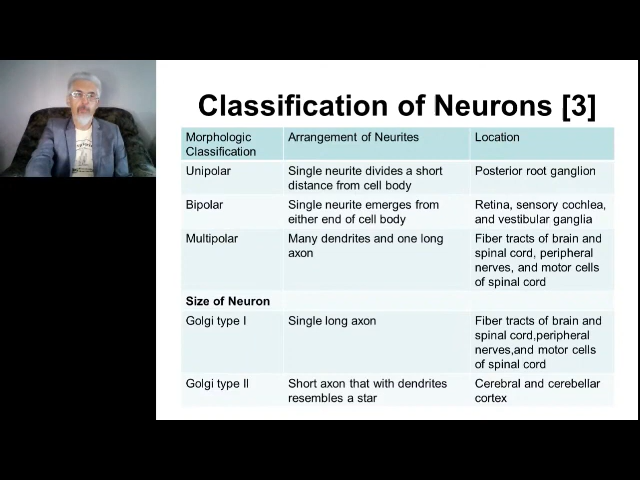 Classification of Neurons [3]
Morphologic Classification
Arrangement of Neurites
Location
Unipolar
Single neurite divides a short distance from cell body
Posterior root ganglion
Bipolar
Single neurite emerges from either end of cell body
Retina, sensory cochlea, and vestibular ganglia
Multipolar
Many dendrites and one long axon
Fiber tracts of brain and spinal cord, peripheral nerves, and motor cells of spinal cord
Size of Neuron
Golgi type I
Single long axon
Fiber tracts of brain and spinal cord,peripheral nerves,and motor cells of spinal cord
Golgi type II
Short axon that with dendrites resembles a star
Cerebral and cerebellar cortex